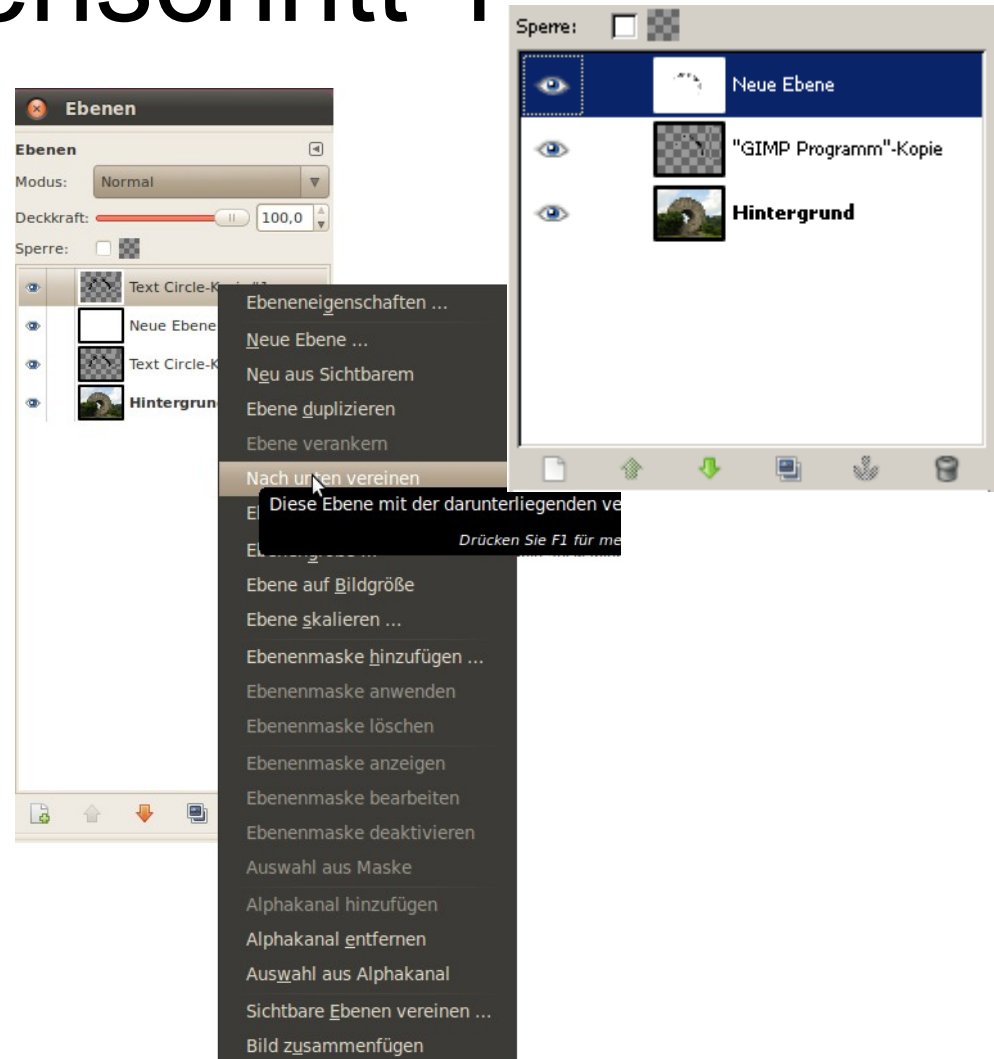 Ebenen
Ebenen
Modus: Normal
Deckkraft: 100,0
Sperre:
Text Circle-K
Neue Ebene
Text Circle-K
Hintergrun
Ebeneneigenschaften ...
Neue Ebene ...
Neu aus Sichtbarem
Ebene duplizieren
Ebene verankern
Nach unten vereinen
Diese Ebene mit der darunterliegenden ve
Drücken Sie F1 für me
Ebene auf Bildgröße
Ebene skalieren ...
Ebenenmaske hinzufügen ...
Ebenenmaske anwenden
Ebenenmaske löschen
Ebenenmaske anzeigen
Ebenenmaske bearbeiten
Ebenenmaske deaktivieren
Auswahl aus Maske
Alphakanal hinzufügen
Alphakanal entfernen
Auswahl aus Alphakanal
Sichtbare Ebenen vereinen ...
Bild zusammenfügen
Sperre:
Neue Ebene
"GIMP Programm"-Kopie
Hintergrund